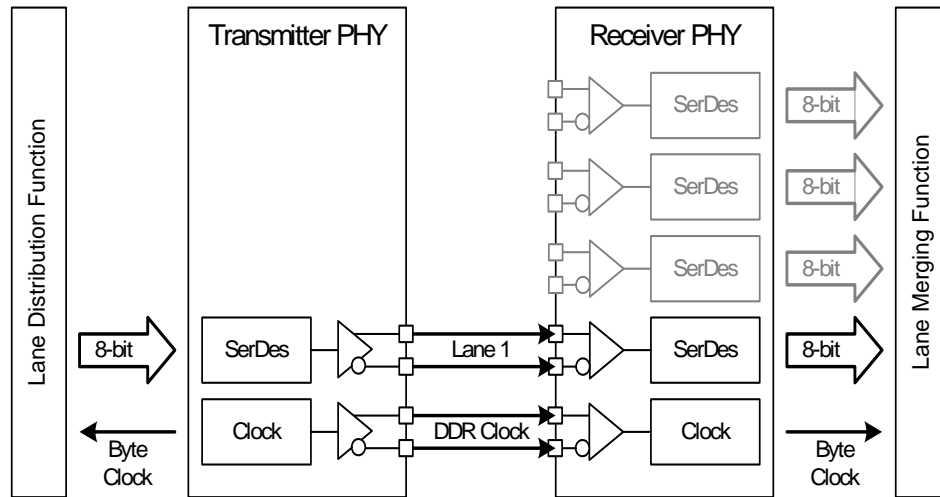 Transmitter PHY
Receiver PHY
SerDes
8-bit
SerDes
8-bit
SerDes
8-bit
Lane Distribution Function
8-bit
SerDes
Lane 1
SerDes
8-bit
Lane Merging Function
Byte
Clock
Clock
DDR Clock
Clock
Byte
Clock